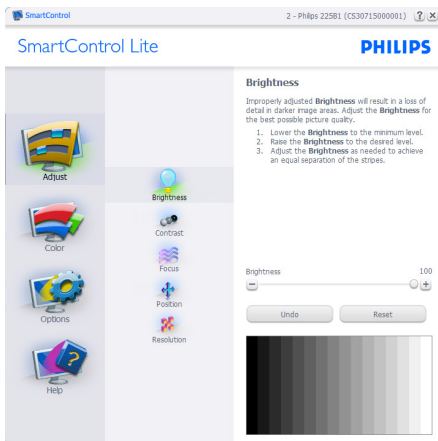 SmartControl
2 - Philips 225B1 (CS30715000001)
SmartControl Lite
PHILIPS
Adjust
Color
Options
Help
Brightness
Contrast
Focus
Position
Resolution
Brightness
Improperly adjusted Brightness will result in a loss of
detail in darker image areas. Adjust the Brightness for
the best possible picture quality.
1. Lower the Brightness to the minimum level.
2. Raise the Brightness to the desired level.
3. Adjust the Brightness as needed to achieve
an equal separation of the stripes.
Brightness 100
Undo Reset